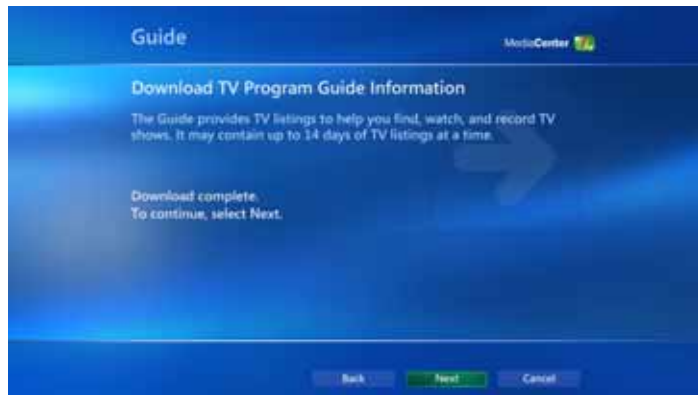 Guide
MediaCenter
Download TV Program Guide Information
The Guide provides TV listings to help you find, watch, and record TV
shows. It may contain up to 14 days of TV listings at a time.
Download complete.
To continue, select Next.
Back
Next
Cancel